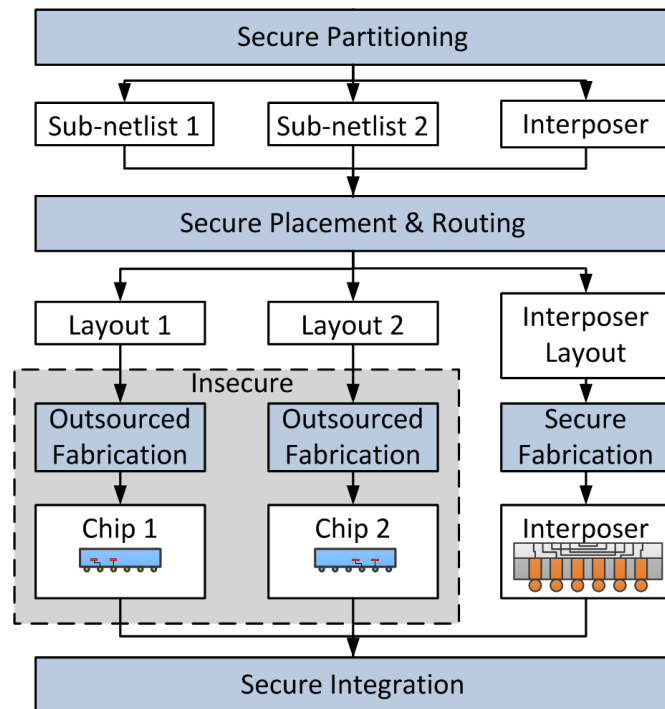 Secure Partitioning
Sub-netlist 1
Sub-netlist 2
Interposer
Secure Placement & Routing
Layout 1
Layout 2
Interposer
Layout
Insecure
Outsourced
Fabrication
Outsourced
Fabrication
Secure
Fabrication
Chip 1
Chip 2
Interposer
Secure Integration